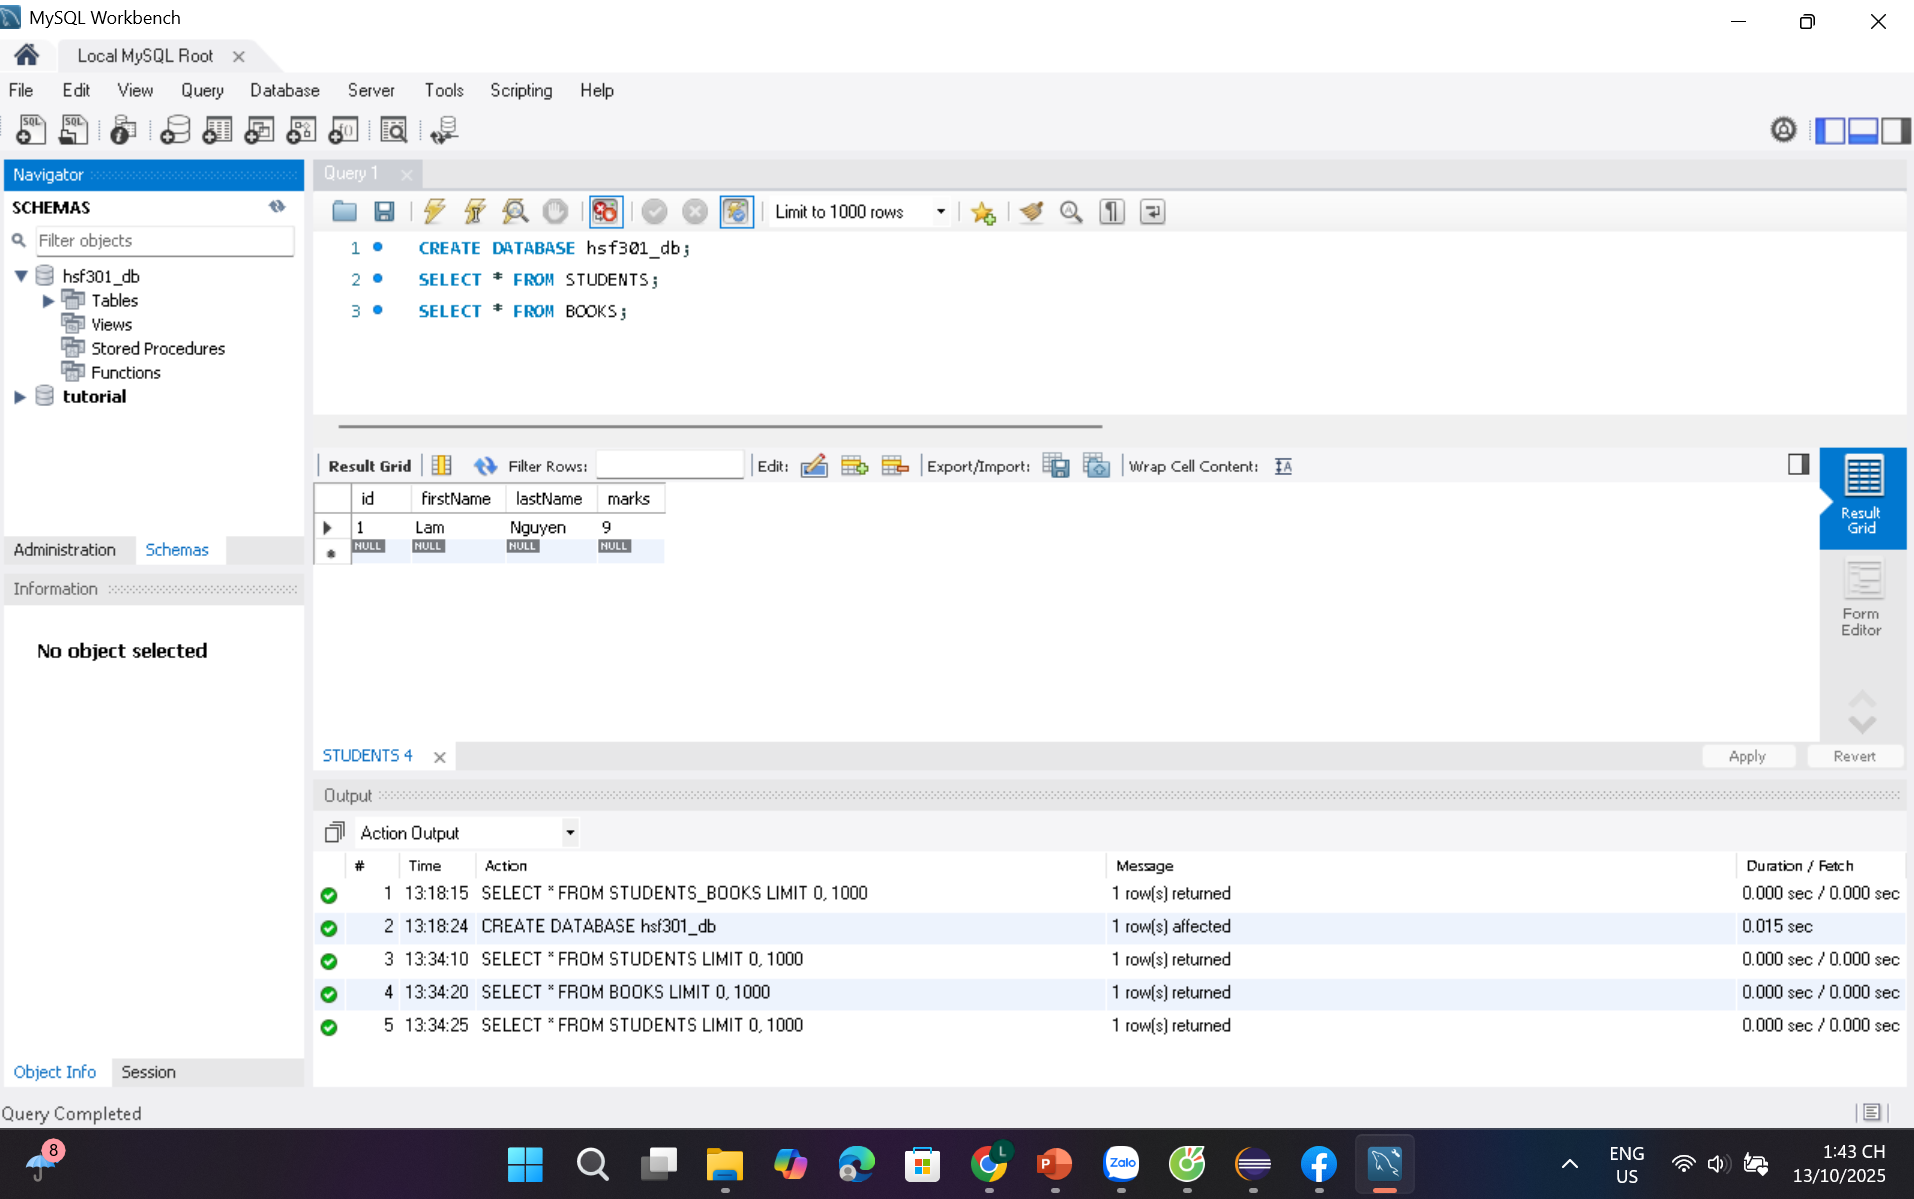 MySQL Workbench
Local MySQL Root
File Edit View Query Database Server Tools Scripting Help
Navigator
SCHEMAS
Filter objects
hsf301_db
Tables
Views
Stored Procedures
Functions
tutorial
Administration Schemas
Information
No object selected
Object Info Session
Query 1
Limit to 1000 rows
1 CREATE DATABASE hsf301_db;
2 SELECT * FROM STUDENTS;
3 SELECT * FROM BOOKS;
Result Grid Filter Rows: Edit: Export/Import: Wrap Cell Content:
id firstName lastName marks
1 Lam Nguyen 9
NULL NULL NULL NULL
Result
Grid
Form
Editor
STUDENTS 4
Apply Revert
Output
Action Output
# Time Action Message Duration / Fetch
1 13:18:15 SELECT * FROM STUDENTS_BOOKS LIMIT 0, 1000 1 row(s) returned 0.000 sec / 0.000 sec
2 13:18:24 CREATE DATABASE hsf301_db 1 row(s) affected 0.015 sec
3 13:34:10 SELECT * FROM STUDENTS LIMIT 0, 1000 1 row(s) returned 0.000 sec / 0.000 sec
4 13:34:20 SELECT * FROM BOOKS LIMIT 0, 1000 1 row(s) returned 0.000 sec / 0.000 sec
5 13:34:25 SELECT * FROM STUDENTS LIMIT 0, 1000 1 row(s) returned 0.000 sec / 0.000 sec
Query Completed
8
L
P
Zalo
ENG
US
1:43 CH
13/10/2025